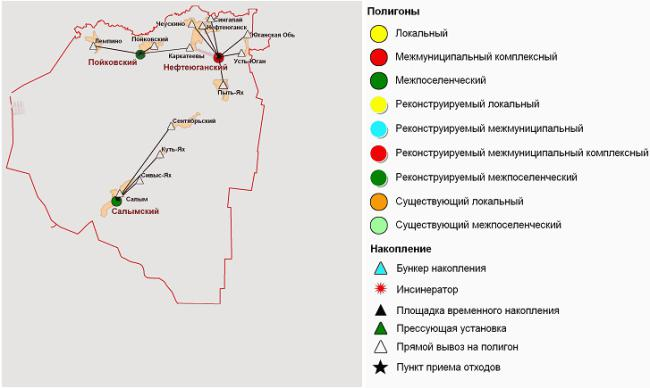 Сингапай
Чеускино
Нефтеюганск
Юганская Обь
Лемпино
Пойковский
Каркатеевы
Усть-Юган
Пойковский
Нефтеюганский
Пыть-Ях
Сентябрьский
Куть-Ях
Сивыс-Ях
Салым
Салымский
Полигоны
Локальный
Межмуниципальный комплексный
Межпоселенческий
Реконструируемый локальный
Реконструируемый межмуниципальный
Реконструируемый межмуниципальный комплексный
Реконструируемый межпоселенческий
Существующий локальный
Существующий межпоселенческий
Накопление
Бункер накопления
Инсинератор
Площадка временного накопления
Прессующая установка
Прямой вывоз на полигон
Пункт приема отходов